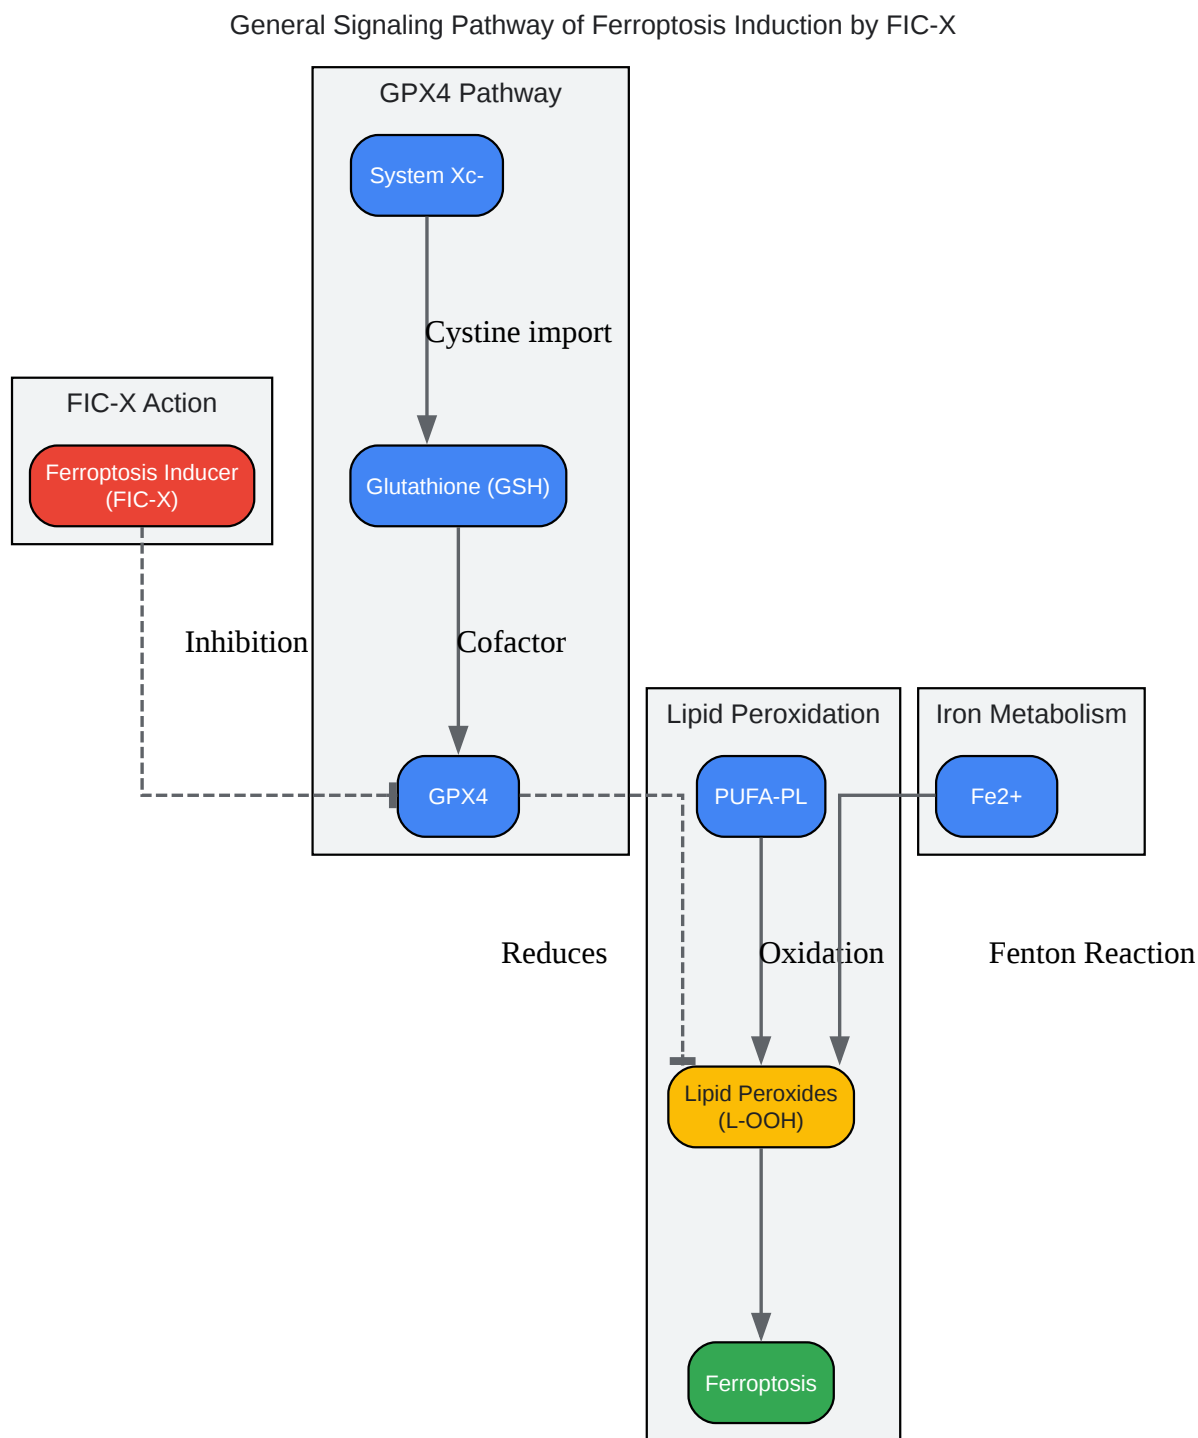 General Signaling Pathway of Ferroptosis Induction by FIC-X
GPX4 Pathway
System Xc-
Cystine import
FIC-X Action
Ferroptosis Inducer
(FIC-X)
Glutathione (GSH)
Inhibition
Cofactor
Lipid Peroxidation
Iron Metabolism
GPX4
PUFA-PL
Fe2+
Reduces
Oxidation
Fenton Reaction
Lipid Peroxides
(L-OOH)
Ferroptosis